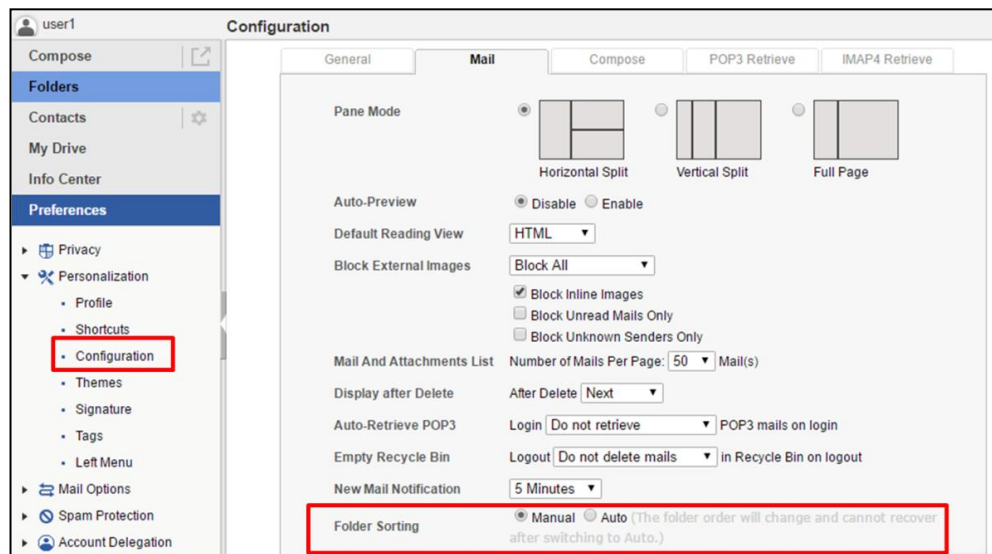 user1
Compose
Folders
Contacts
My Drive
Info Center
Preferences
Privacy
Personalization
Profile
Shortcuts
Configuration
Themes
Signature
Tags
Left Menu
Mail Options
Spam Protection
Account Delegation
Configuration
General Mail Compose POP3 Retrieve IMAP4 Retrieve
Pane Mode
Horizontal Split Vertical Split Full Page
Auto-Preview Disable Enable
Default Reading View HTML
Block External Images Block All
Block Inline Images
Block Unread Mails Only
Block Unknown Senders Only
Mail And Attachments List Number of Mails Per Page: 50 Mail(s)
Display after Delete After Delete Next
Auto-Retrieve POP3 Login Do not retrieve POP3 mails on login
Empty Recycle Bin Logout Do not delete mails in Recycle Bin on logout
New Mail Notification 5 Minutes
Folder Sorting Manual Auto (The folder order will change and cannot recover
after switching to Auto.)